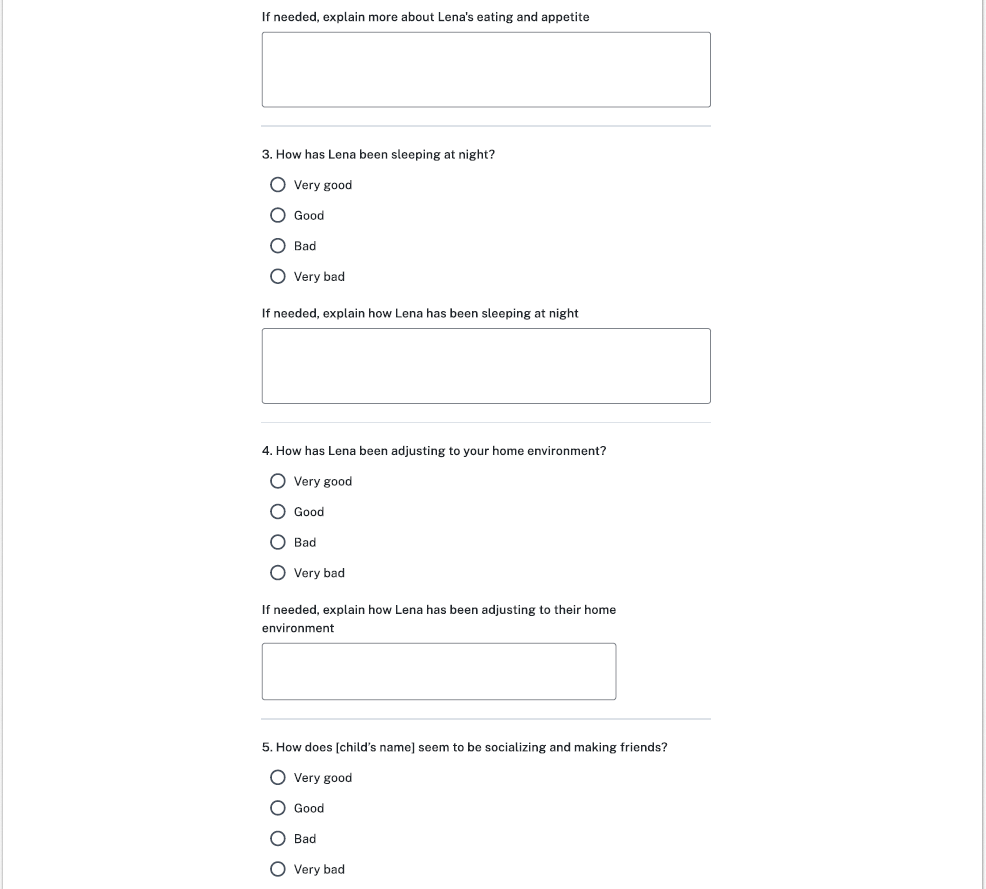 If needed, explain more about Lena's eating and appetite
3. How has Lena been sleeping at night?
Very good
Good
Bad
Very bad
If needed, explain how Lena has been sleeping at night
4. How has Lena been adjusting to your home environment?
Very good
Good
Bad
Very bad
If needed, explain how Lena has been adjusting to their home
environment
5. How does [child's name] seem to be socializing and making friends?
Very good
Good
Bad
Very bad